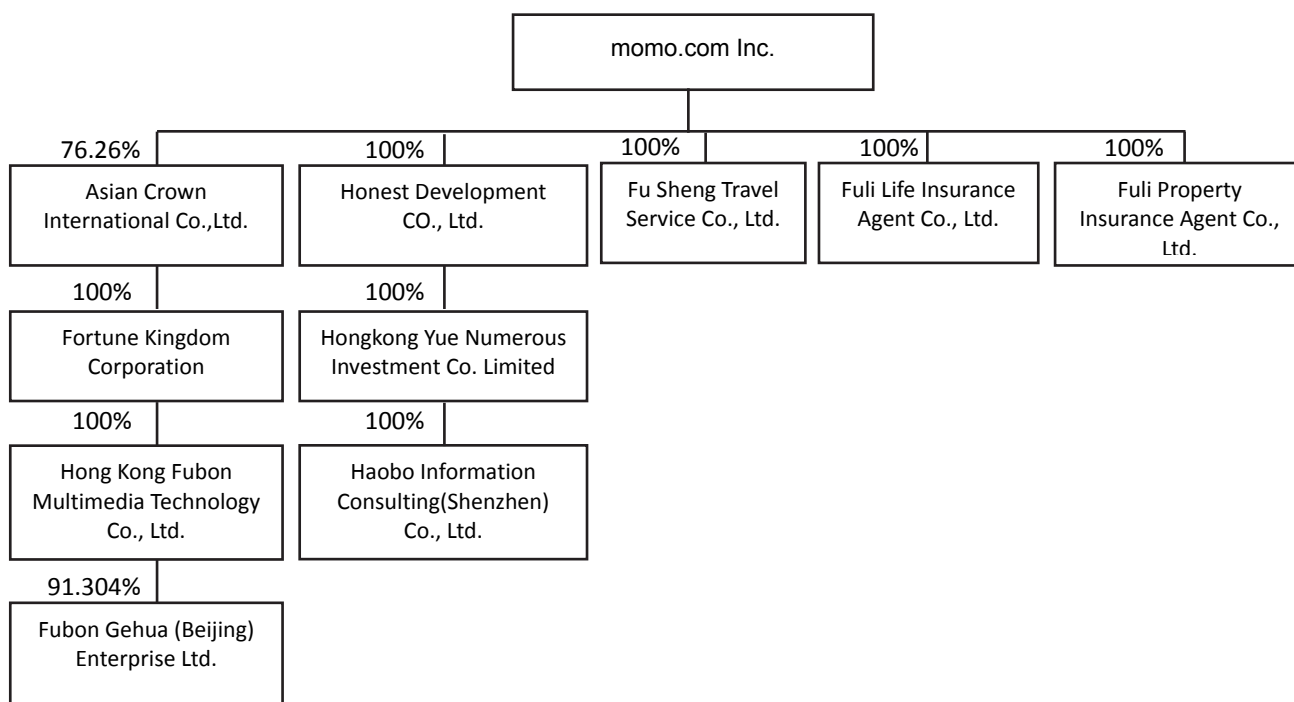 momo.com Inc.
76.26%
100%
100%
100%
100%
Asian Crown
International Co.,Ltd.
Honest Development
CO., Ltd.
Fu Sheng Travel
Service Co., Ltd.
Fuli Life Insurance
Agent Co., Ltd.
Fuli Property
Insurance Agent Co.,
Ltd.
100%
100%
Fortune Kingdom
Corporation
Hongkong Yue Numerous
Investment Co. Limited
100%
100%
Hong Kong Fubon
Multimedia Technology
Co., Ltd.
Haobo Information
Consulting(Shenzhen)
Co., Ltd.
91.304%
Fubon Gehua (Beijing)
Enterprise Ltd.